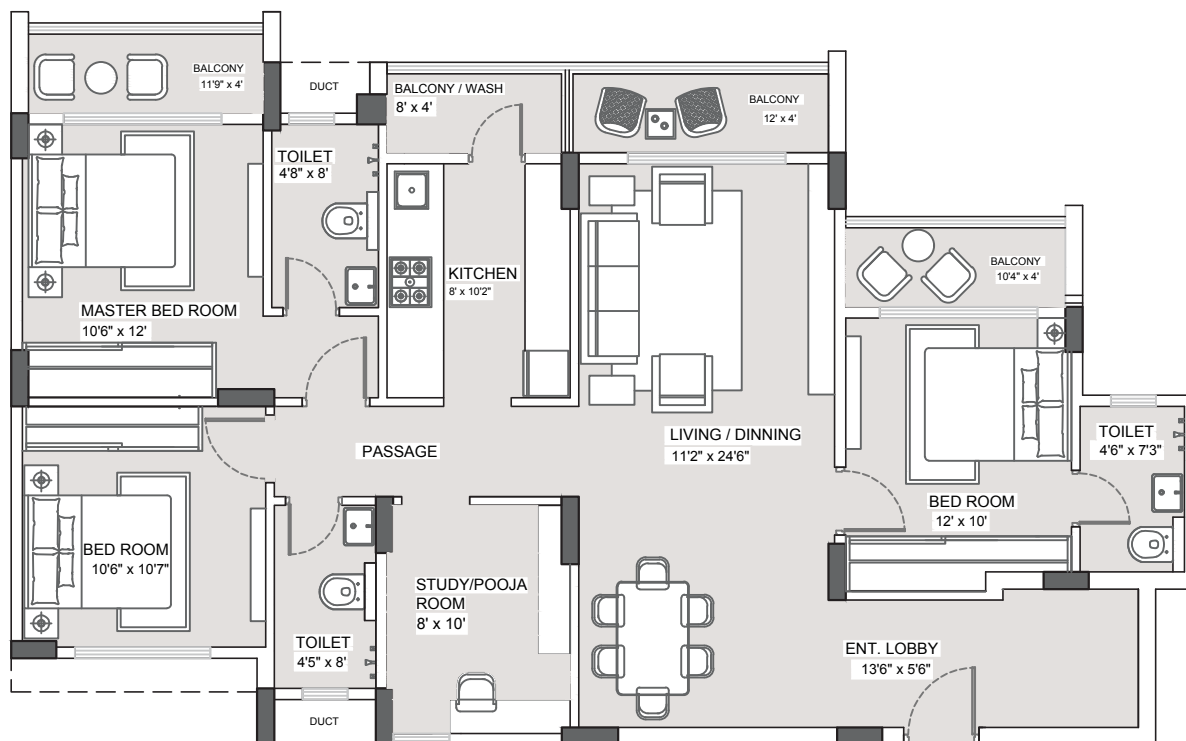 BALCONY
11'9" x 4'
DUCT
BALCONY / WASH
8' x 4'
BALCONY
12' x 4'
TOILET
4'8" x 8'
KITCHEN
8' x 10'2"
BALCONY
10'4" x 4'
MASTER BED ROOM
10'6" x 12'
PASSAGE
LIVING / DINNING
11'2" x 24'6"
TOILET
4'6" x 7'3"
BED ROOM
12' x 10'
BED ROOM
10'6" x 10'7"
STUDY/POOJA
ROOM
8' x 10'
TOILET
4'5" x 8'
ENT. LOBBY
13'6" x 5'6"
DUCT